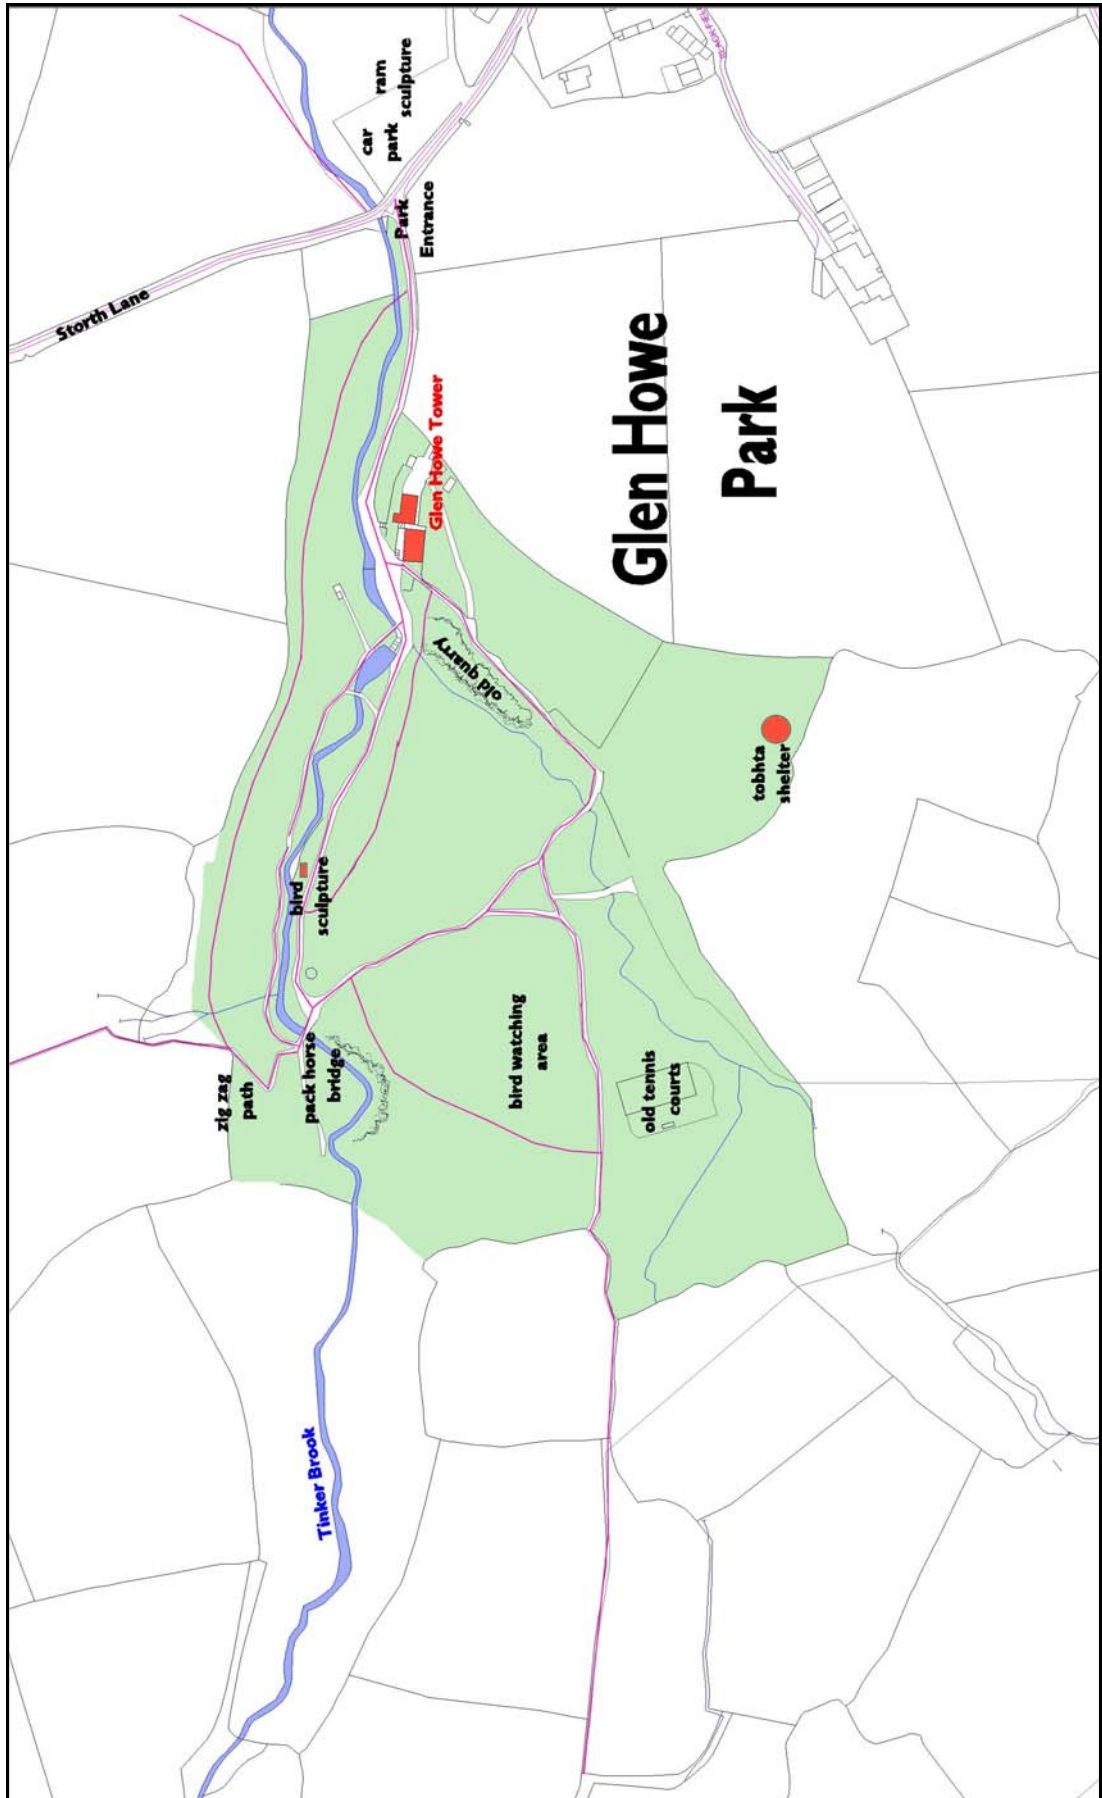 Glen Howe
Park
Storth Lane
car
park
ram
sculpture
Park
Entrance
Glen Howe Tower
old quarry
tobhta
shelter
bird
sculpture
zig zag
path
pack horse
bridge
bird watching
area
old tennis
courts
Tinker Brook